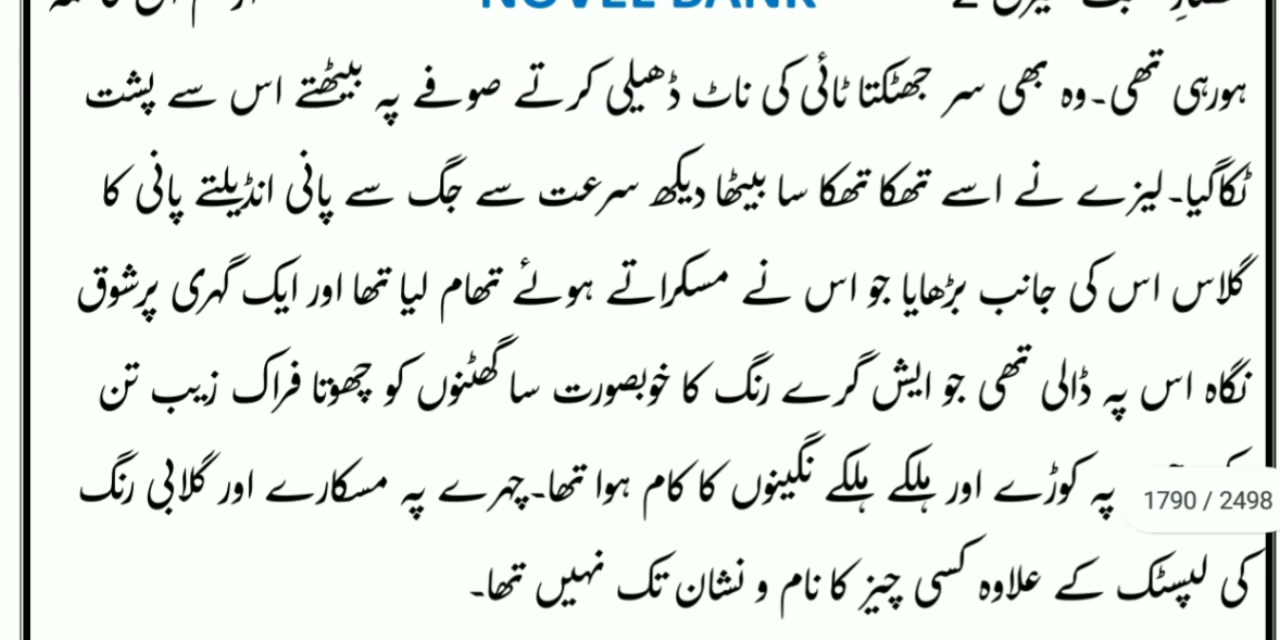 NOVEL BANK
ہورہی تھی۔وہ بھی سر جھٹکتا ٹائی کی ناٹ ڈھیلی کرتے صوفے پہ بیٹھتے اس سے پشت
ٹکاگیا۔لیزے نے اسے تھکا تھکا سا بیٹھا دیکھ سرعت سے جگ سے پانی انڈیلتے پانی کا
گلاس اس کی جانب بڑھایا جو اس نے مسکراتے ہوئے تھام لیا تھا اور ایک گہری پرشوق
نگاہ اس پہ ڈالی تھی جو ایش گرے رنگ کا خوبصورت سا گھٹنوں کو چھوتا فراک زیب تن
پہ کوڑے اور ہلکے ہلکے نگینوں کا کام ہوا تھا۔چہرے پہ مسکارے اور گلابی رنگ
1790 / 2498
کی لپسٹک کے علاوہ کسی چیز کا نام و نشان تک نہیں تھا۔